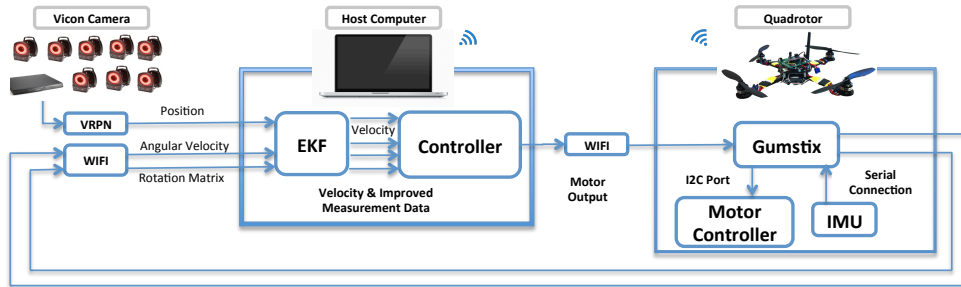 Vicon Camera
Host Computer
Quadrotor
Position
VRPN
Angular Velocity
WIFI
Rotation Matrix
EKF
Velocity
Controller
Velocity & Improved
Measurement Data
WIFI
Motor
Output
Gumstix
I2C Port
Serial
Connection
Motor
Controller
IMU